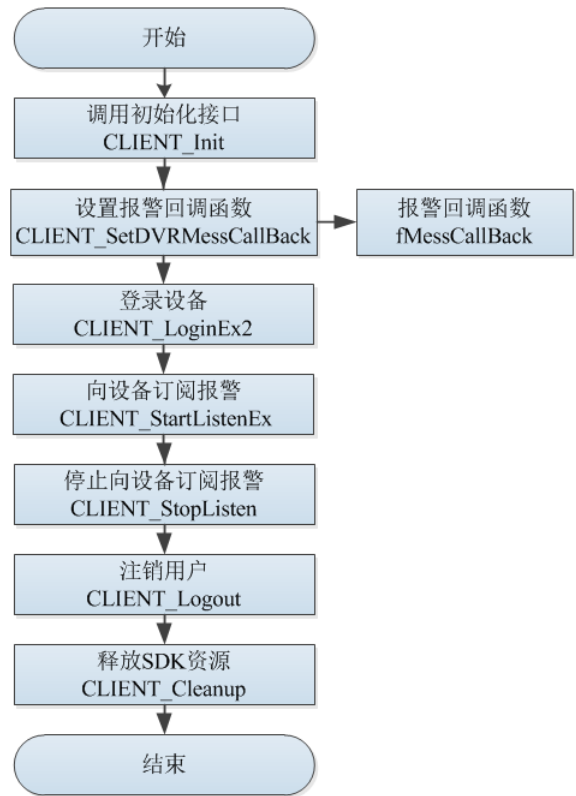 开始
调用初始化接口
CLIENT_Init
设置报警回调函数
CLIENT_SetDVRMessCallBack
报警回调函数
fMessCallBack
登录设备
CLIENT_LoginEx2
向设备订阅报警
CLIENT_StartListenEx
停止向设备订阅报警
CLIENT_StopListen
注销用户
CLIENT_Logout
释放SDK资源
CLIENT_Cleanup
结束